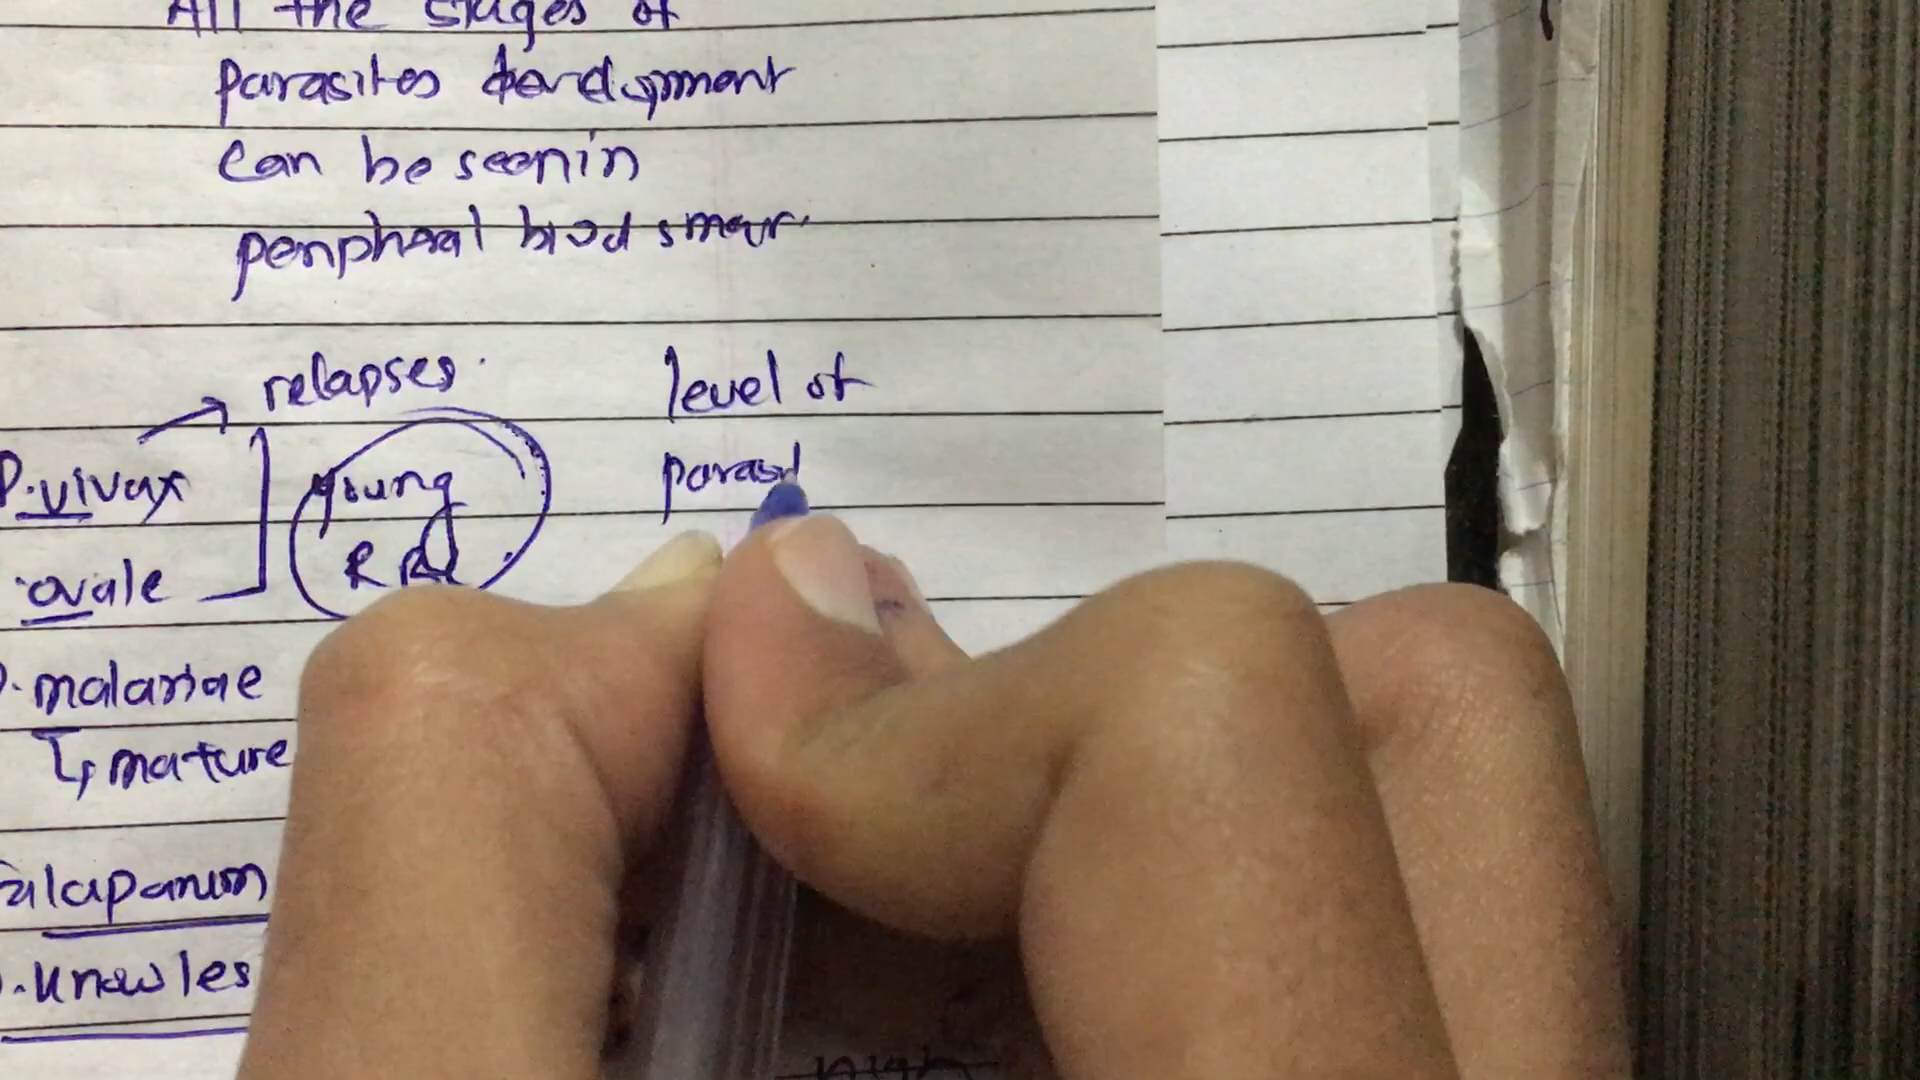 All the stages of
parasites development
can be seen in
peripheral blood smear.
relapses.
level of
P. vivax
young
parasit
ovale
RBC
P. malariae
mature
falciparum
P. knowles
high